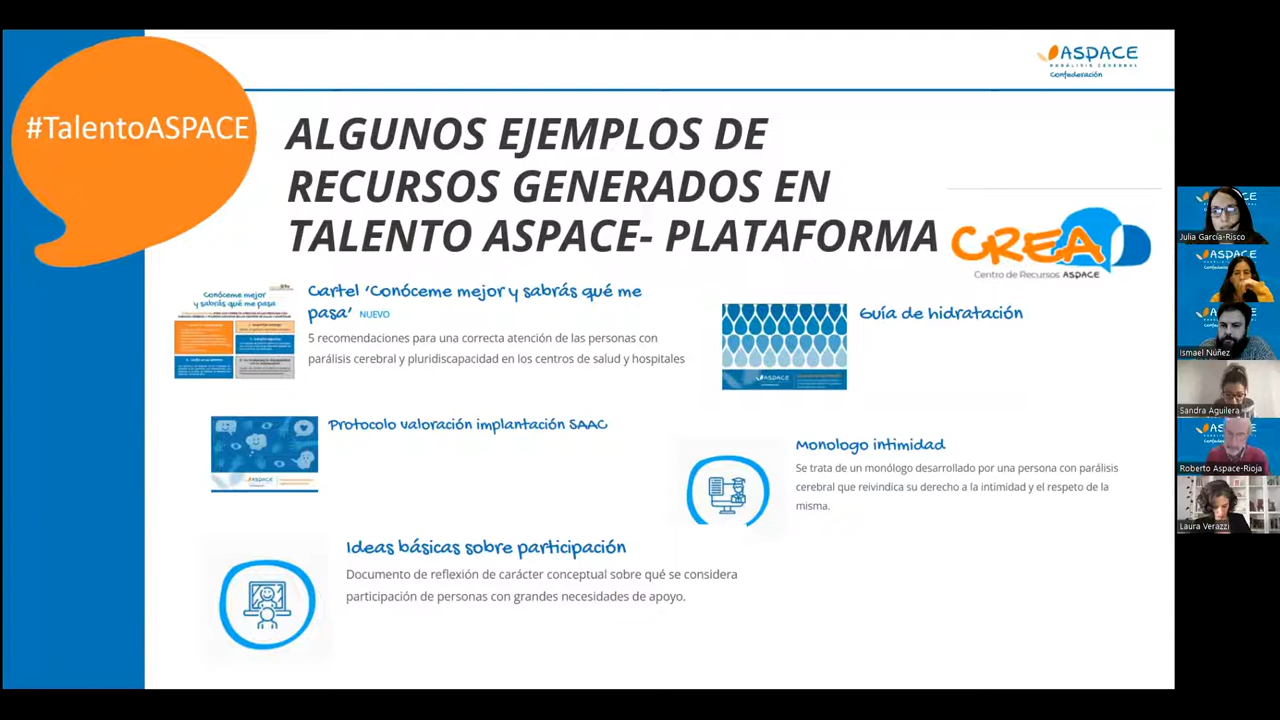 #TalentoASPACE
ASPACE
PARÁLISIS CEREBRAL
Confederación
ALGUNOS EJEMPLOS DE
RECURSOS GENERADOS EN
TALENTO ASPACE- PLATAFORMA
CREA
Centro de Recursos ASPACE
Conóceme mejor
y sabrás qué me pasa
Cartel ‘Conóceme mejor y sabrás qué me
pasa’ NUEVO
5 recomendaciones para una correcta atención de las personas con
parálisis cerebral y pluridiscapacidad en los centros de salud y hospitales
ASPACE
Guía de hidratación
ASPACE
Protocolo valoración implantación SAAC
Monologo intimidad
Se trata de un monólogo desarrollado por una persona con parálisis
cerebral que reivindica su derecho a la intimidad y el respeto de la
misma.
Ideas básicas sobre participación
Documento de reflexión de carácter conceptual sobre qué se considera
participación de personas con grandes necesidades de apoyo.
Julia García-Risco
Ismael Núñez
Sandra Aguilera
Roberto Aspace-Rioja
Laura Verazzi